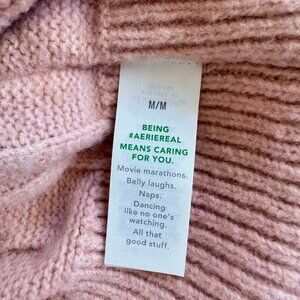 M/M
BEING
#AERIEREAL
MEANS CARING
FOR YOU.
Movie marathons.
Belly laughs.
Naps.
Dancing
like no one's
watching.
All that
good stuff.